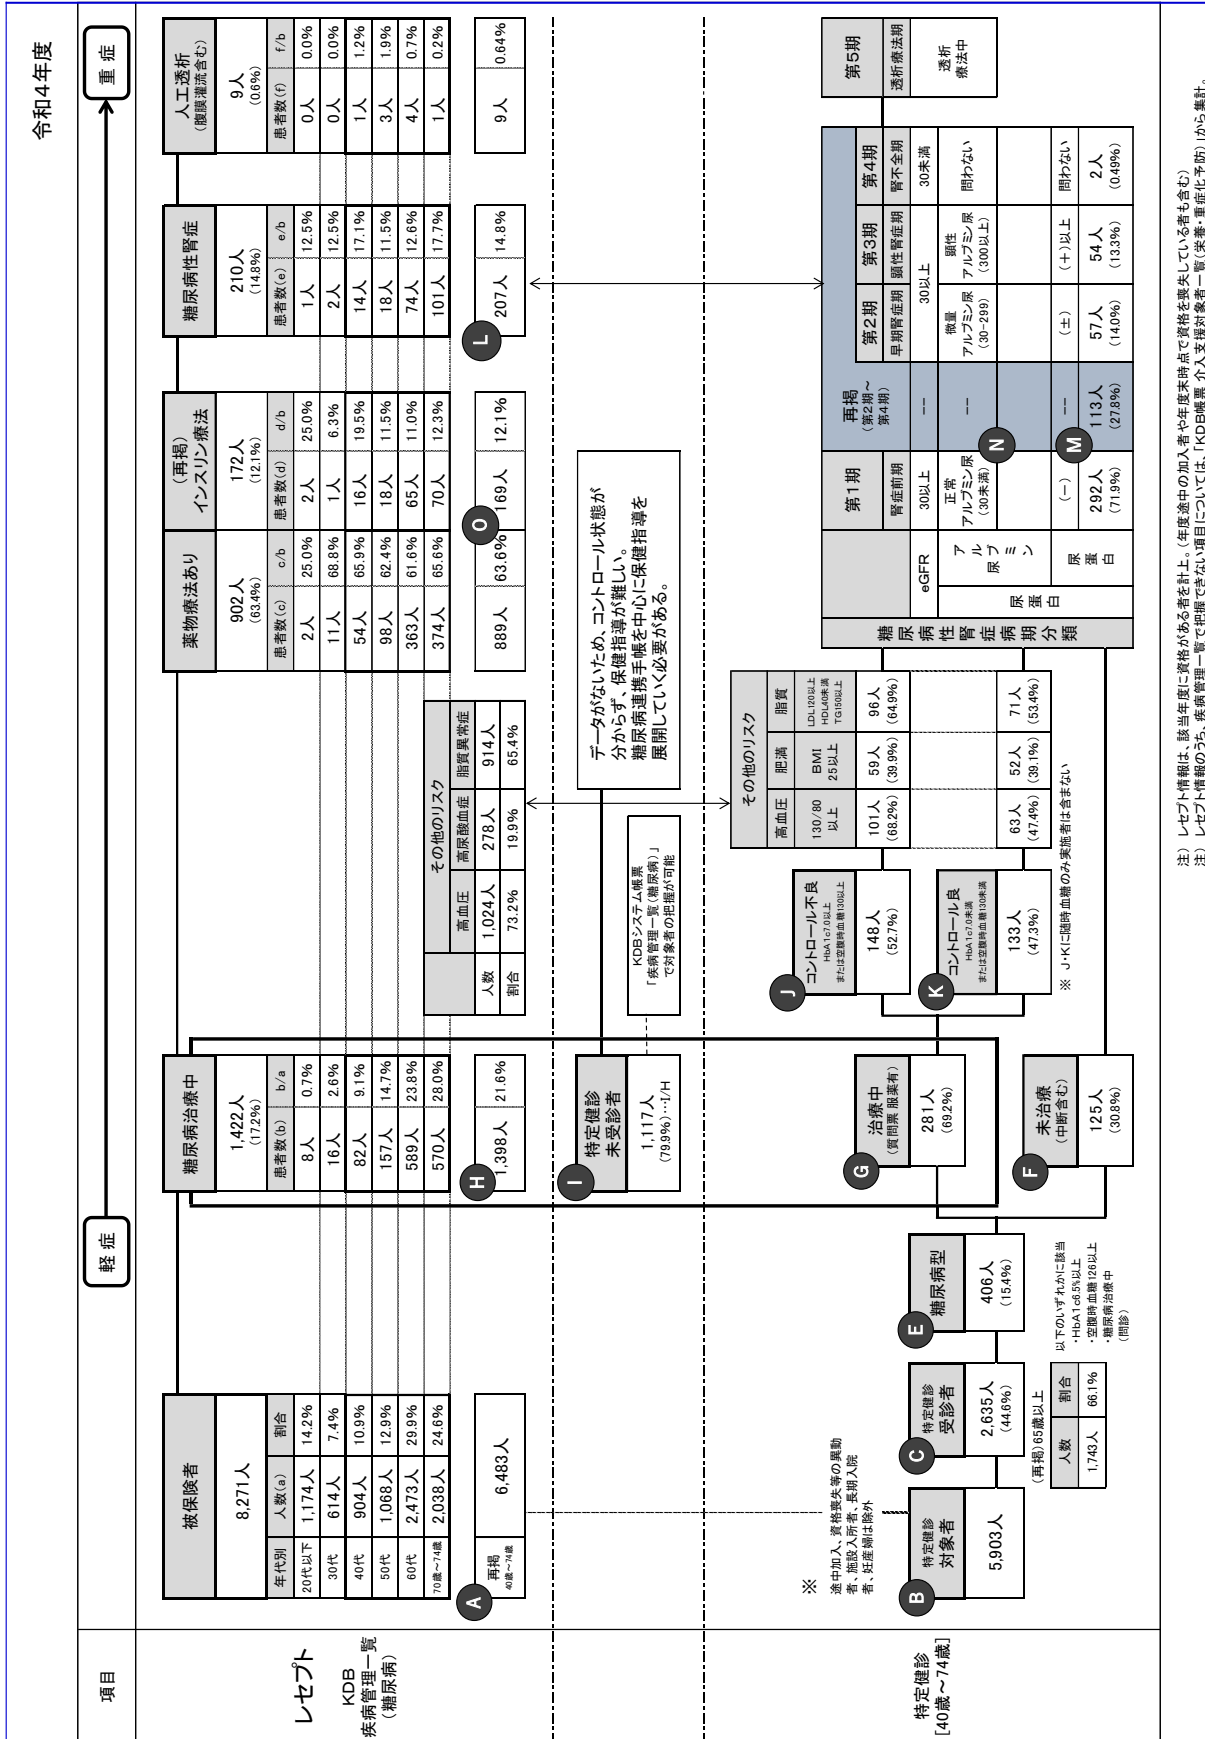 令和4年度
項目
軽症
重症
レセプト
KDB
疾病管理一覧
(糖尿病)
被保険者
8,271人
年代別 人数(a) 割合
20代以下 1,174人 14.2%
30代 614人 7.4%
40代 904人 10.9%
50代 1,068人 12.9%
60代 2,473人 29.9%
70歳～74歳 2,038人 24.6%
A
再掲
40歳～74歳
6,483人
糖尿病治療中
1,422人
(17.2%)
患者数(b) b/a
8人 0.7%
16人 2.6%
82人 9.1%
157人 14.7%
589人 23.8%
570人 28.0%
H
1,398人 21.6%
その他のリスク
高血圧 高尿酸血症 脂質異常症
人数 1,024人 278人 914人
割合 73.2% 19.9% 65.4%
薬物療法あり
902人
(63.4%)
患者数(c) c/b
2人 25.0%
11人 68.8%
54人 65.9%
98人 62.4%
363人 61.6%
374人 65.6%
889人 63.6%
(再掲)
インスリン療法
172人
(12.1%)
患者数(d) d/b
2人 25.0%
1人 6.3%
16人 19.5%
18人 11.5%
65人 11.0%
70人 12.3%
O
169人 12.1%
糖尿病性腎症
210人
(14.8%)
患者数(e) e/b
1人 12.5%
2人 12.5%
14人 17.1%
18人 11.5%
74人 12.6%
101人 17.7%
L
207人 14.8%
人工透析
(腹膜灌流含む)
9人
(0.6%)
患者数(f) f/b
0人 0.0%
0人 0.0%
1人 1.2%
3人 1.9%
4人 0.7%
1人 0.2%
9人 0.64%
I
特定健診
未受診者
1,117人
(79.9%)…I/H
KDBシステム帳票
「疾病管理一覧(糖尿病)」
で対象者の把握が可能
データがないため、コントロール状態が
分からず、保健指導が難しい。
糖尿病連携手帳を中心に保健指導を
展開していく必要がある。
特定健診
[40歳～74歳]
※
途中加入、資格喪失等の異動
者、施設入所者、長期入院
者、妊産婦は除外
B
特定健診
対象者
5,903人
C
特定健診
受診者
2,635人
(44.6%)
(再掲)65歳以上
人数 割合
1,743人 66.1%
E
糖尿病型
406人
(15.4%)
以下のいずれかに該当
・HbA1c6.5%以上
・空腹時血糖126以上
・糖尿病治療中
(問診)
G
治療中
(質問票 服薬有)
281人
(69.2%)
F
未治療
(中断含む)
125人
(30.8%)
J
コントロール不良
HbA1c7.0以上
または空腹時血糖130以上
148人
(52.7%)
K
コントロール良
HbA1c7.0未満
または空腹時血糖130未満
133人
(47.3%)
※ J・Kに随時血糖のみ実施者は含まない
その他のリスク
高血圧 肥満 脂質
130/80
以上
BMI
25以上
LDL120以上
HDL40未満
TG150以上
101人 59人 96人
(68.2%) (39.9%) (64.9%)
63人 52人 71人
(47.4%) (39.1%) (53.4%)
糖尿病性腎症病期分類
第1期 再掲
(第2期～
第4期)
第2期 第3期 第4期 第5期
腎症前期 早期腎症期 顕性腎症期 腎不全期 透析療法期
eGFR 30以上 -- 30以上 30未満
透析
療法中
尿蛋白
アルブミン尿
正常
アルブミン尿
(30未満)
--
微量
アルブミン尿
(30-299)
顕性
アルブミン尿
(300以上)
問わない
N
尿蛋白 (－) -- (±) (＋)以上 問わない
M
292人 113人 57人 54人 2人
(71.9%) (27.8%) (14.0%) (13.3%) (0.49%)
注) レセプト情報は、該当年度に資格がある者を計上。(年度途中の加入者や年度末時点で資格を喪失している者も含む)
注) レセプト情報のうち、疾病管理一覧で把握できない項目については、「KDB帳票 介入支援対象者一覧(栄養・重症化予防)」から集計。